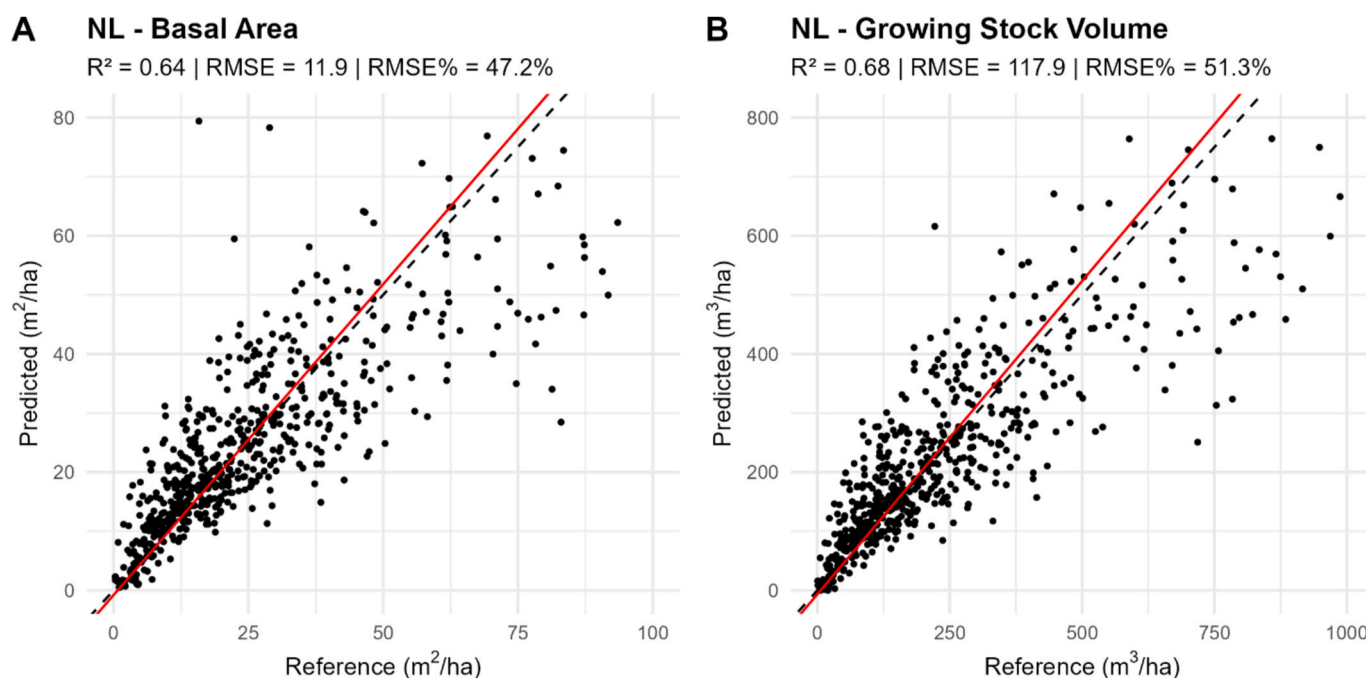 A NL - Basal Area
R² = 0.64 | RMSE = 11.9 | RMSE% = 47.2%
80
60
40
20
0
Predicted (m²/ha)
0 25 50 75 100
Reference (m²/ha)
B NL - Growing Stock Volume
R² = 0.68 | RMSE = 117.9 | RMSE% = 51.3%
800
600
400
200
0
Predicted (m³/ha)
0 250 500 750 1000
Reference (m³/ha)